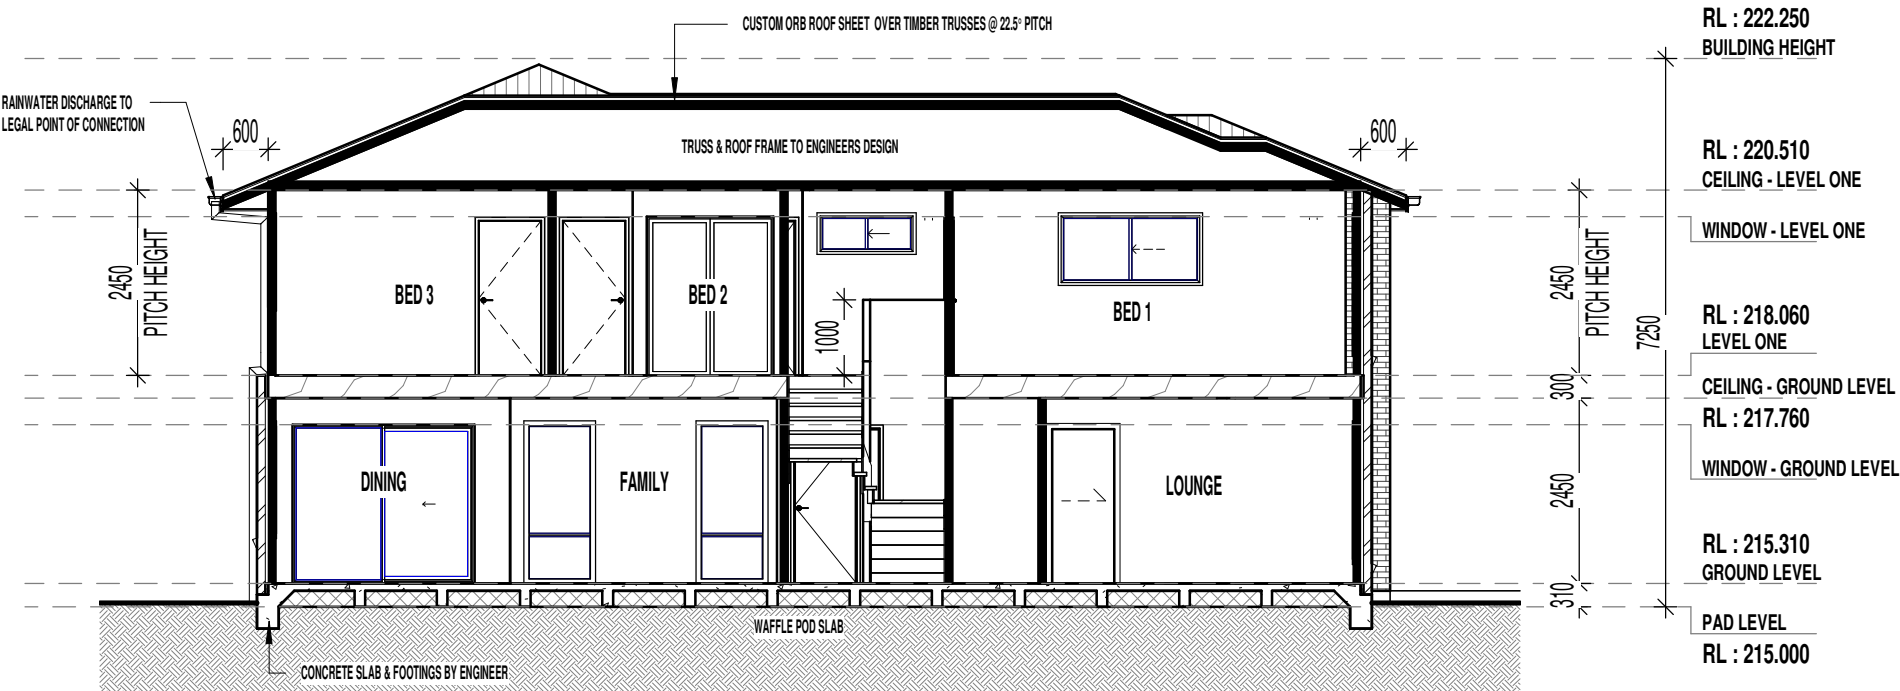 CUSTOM ORB ROOF SHEET OVER TIMBER TRUSSES @ 22.5° PITCH
RL : 222.250
BUILDING HEIGHT
RAINWATER DISCHARGE TO
LEGAL POINT OF CONNECTION
600
TRUSS & ROOF FRAME TO ENGINEERS DESIGN
600
RL : 220.510
CEILING - LEVEL ONE
WINDOW - LEVEL ONE
2450
PITCH HEIGHT
BED 3
BED 2
1000
BED 1
2450
PITCH HEIGHT
7250
RL : 218.060
LEVEL ONE
300
CEILING - GROUND LEVEL
RL : 217.760
WINDOW - GROUND LEVEL
DINING
FAMILY
LOUNGE
2450
RL : 215.310
GROUND LEVEL
310
WAFFLE POD SLAB
PAD LEVEL
RL : 215.000
CONCRETE SLAB & FOOTINGS BY ENGINEER